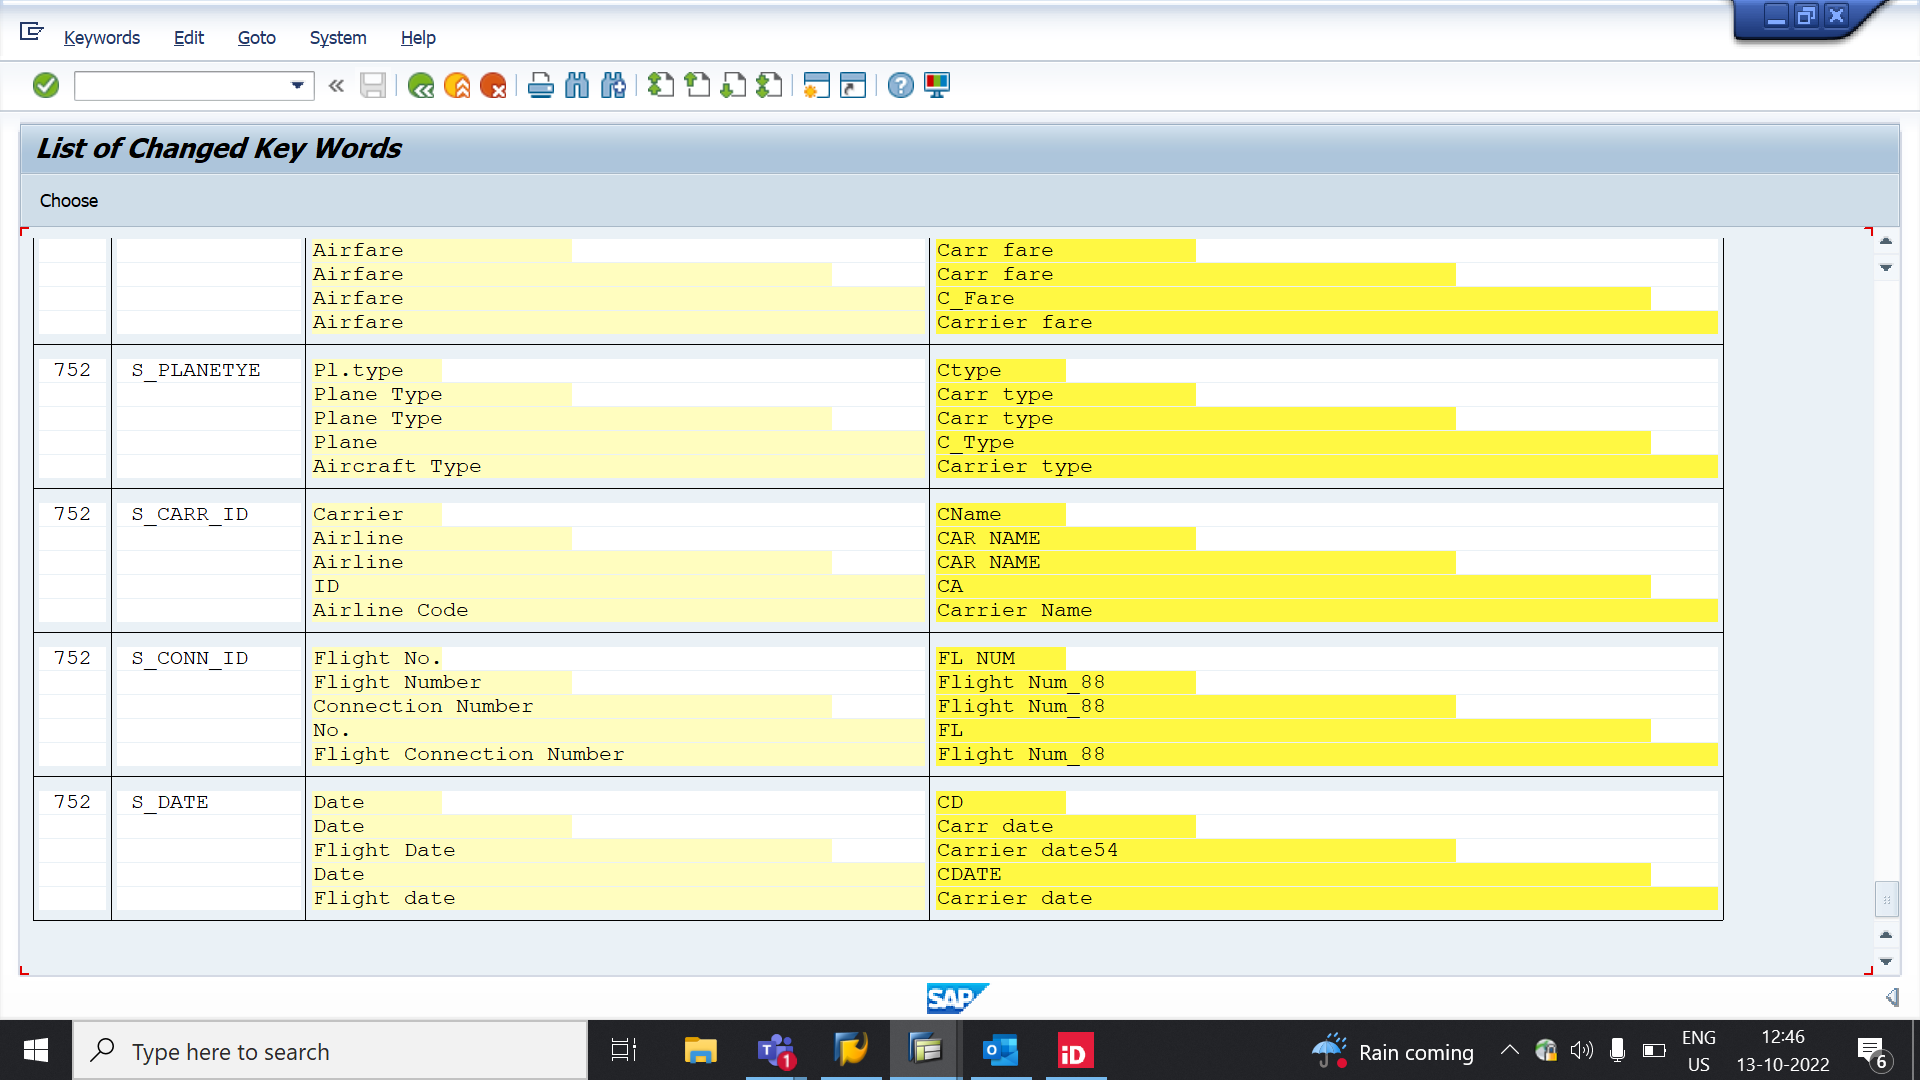 Keywords Edit Goto System Help
List of Changed Key Words
Choose
Airfare Carr fare
Airfare Carr fare
Airfare C_Fare
Airfare Carrier fare
752 S_PLANETYE Pl.type Ctype
Plane Type Carr type
Plane Type Carr type
Plane C_Type
Aircraft Type Carrier type
752 S_CARR_ID Carrier CName
Airline CAR NAME
Airline CAR NAME
ID CA
Airline Code Carrier Name
752 S_CONN_ID Flight No. FL NUM
Flight Number Flight Num_88
Connection Number Flight Num_88
No. FL
Flight Connection Number Flight Num_88
752 S_DATE Date CD
Date Carr date
Flight Date Carrier date54
Date CDATE
Flight date Carrier date
SAP
Type here to search
T 1
O
iD
Rain coming
ENG
US
12:46
13-10-2022
6